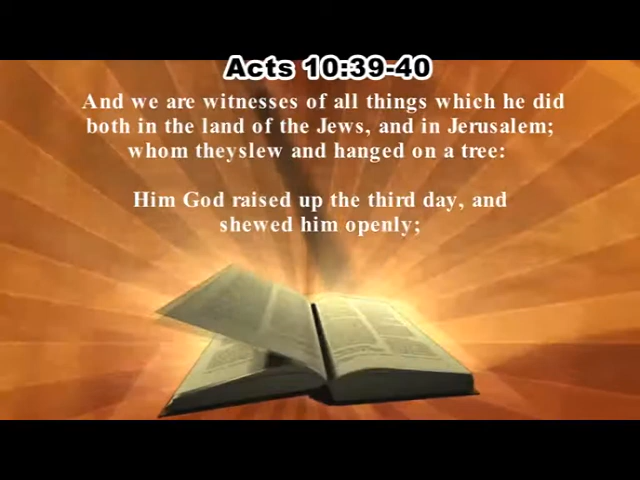 Acts 10:39-40
And we are witnesses of all things which he did
both in the land of the Jews, and in Jerusalem;
whom theyslew and hanged on a tree:
Him God raised up the third day, and
shewed him openly;